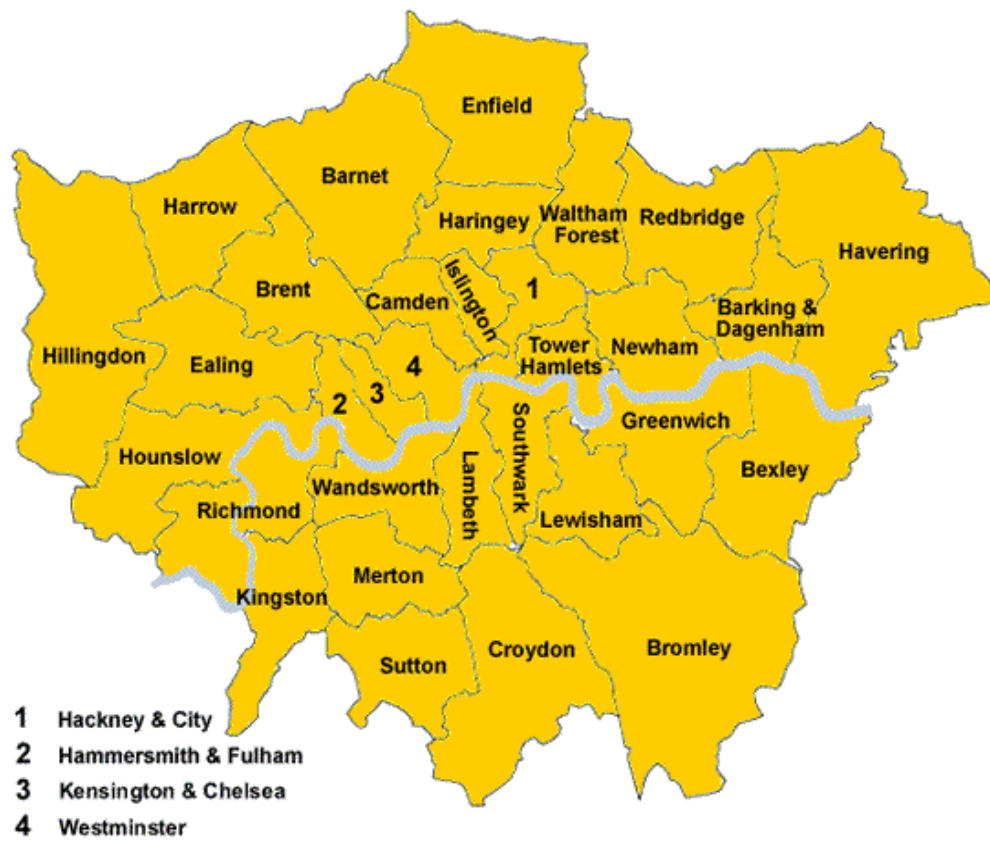 Enfield
Barnet
Harrow
Haringey
Waltham
Forest
Redbridge
Havering
Brent
Camden
Islington
1
Barking &
Dagenham
Hillingdon
Ealing
4
Tower
Hamlets
Newham
2
3
Southwark
Greenwich
Hounslow
Bexley
Richmond
Wandsworth
Lambeth
Lewisham
Kingston
Merton
Sutton
Croydon
Bromley
1 Hackney & City
2 Hammersmith & Fulham
3 Kensington & Chelsea
4 Westminster